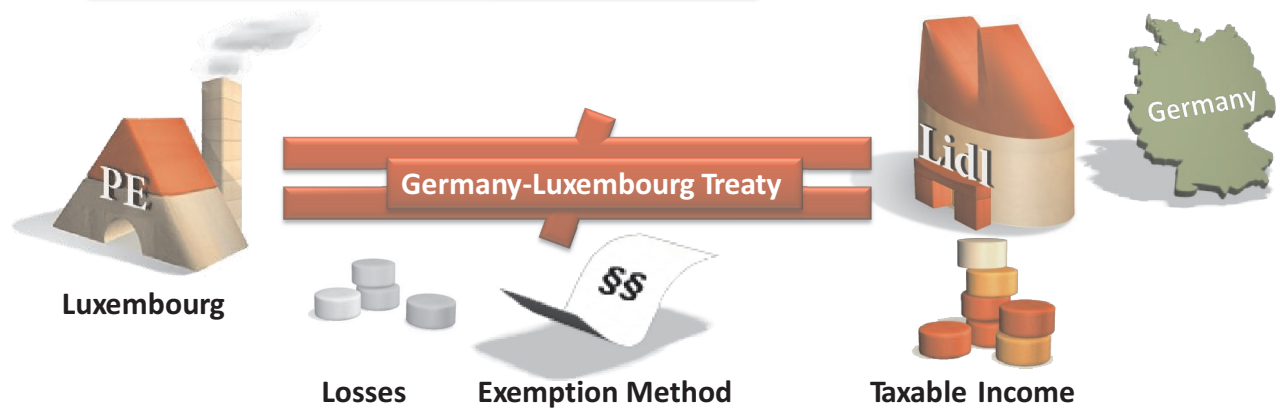 PE
Germany-Luxembourg Treaty
Lidl
Germany
§§
Luxembourg
Losses
Exemption Method
Taxable Income